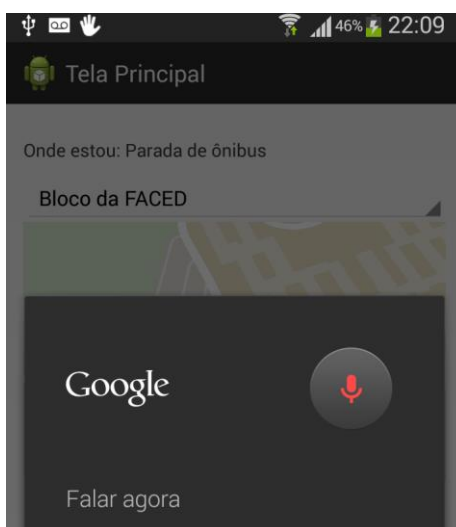 46% 22:09
Tela Principal
Onde estou: Parada de ônibus
Bloco da FACED
Google
Falar agora